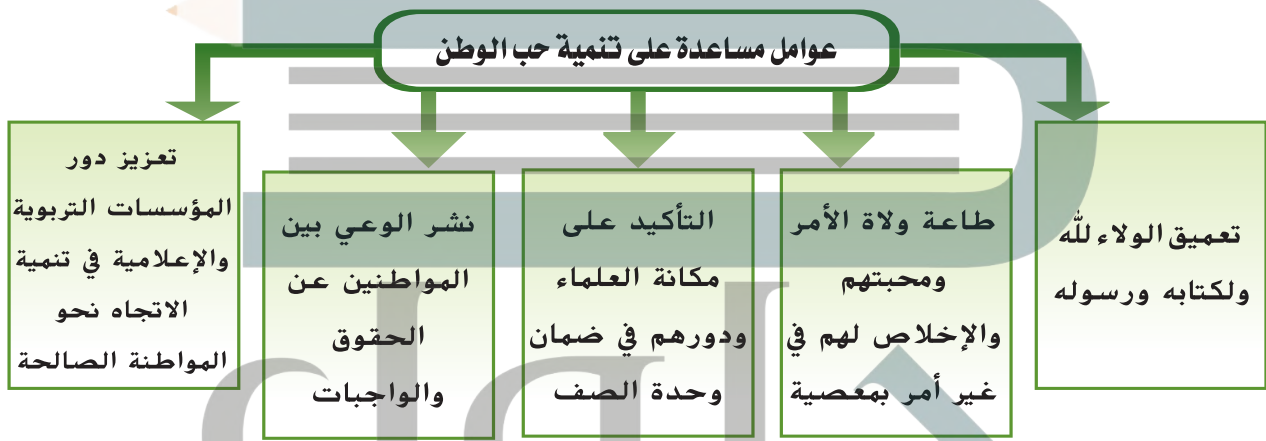 عوامل مساعدة على تنمية حب الوطن
تعميق الولاء لله
ولكتابه ورسوله
طاعة ولاة الأمر
ومحبتهم
والإخلاص لهم في
غير أمر بمعصية
التأكيد على
مكانة العلماء
ودورهم في ضمان
وحدة الصف
نشر الوعي بين
المواطنين عن
الحقوق
والواجبات
تعزيز دور
المؤسسات التربوية
والإعلامية في تنمية
الاتجاه نحو
المواطنة الصالحة